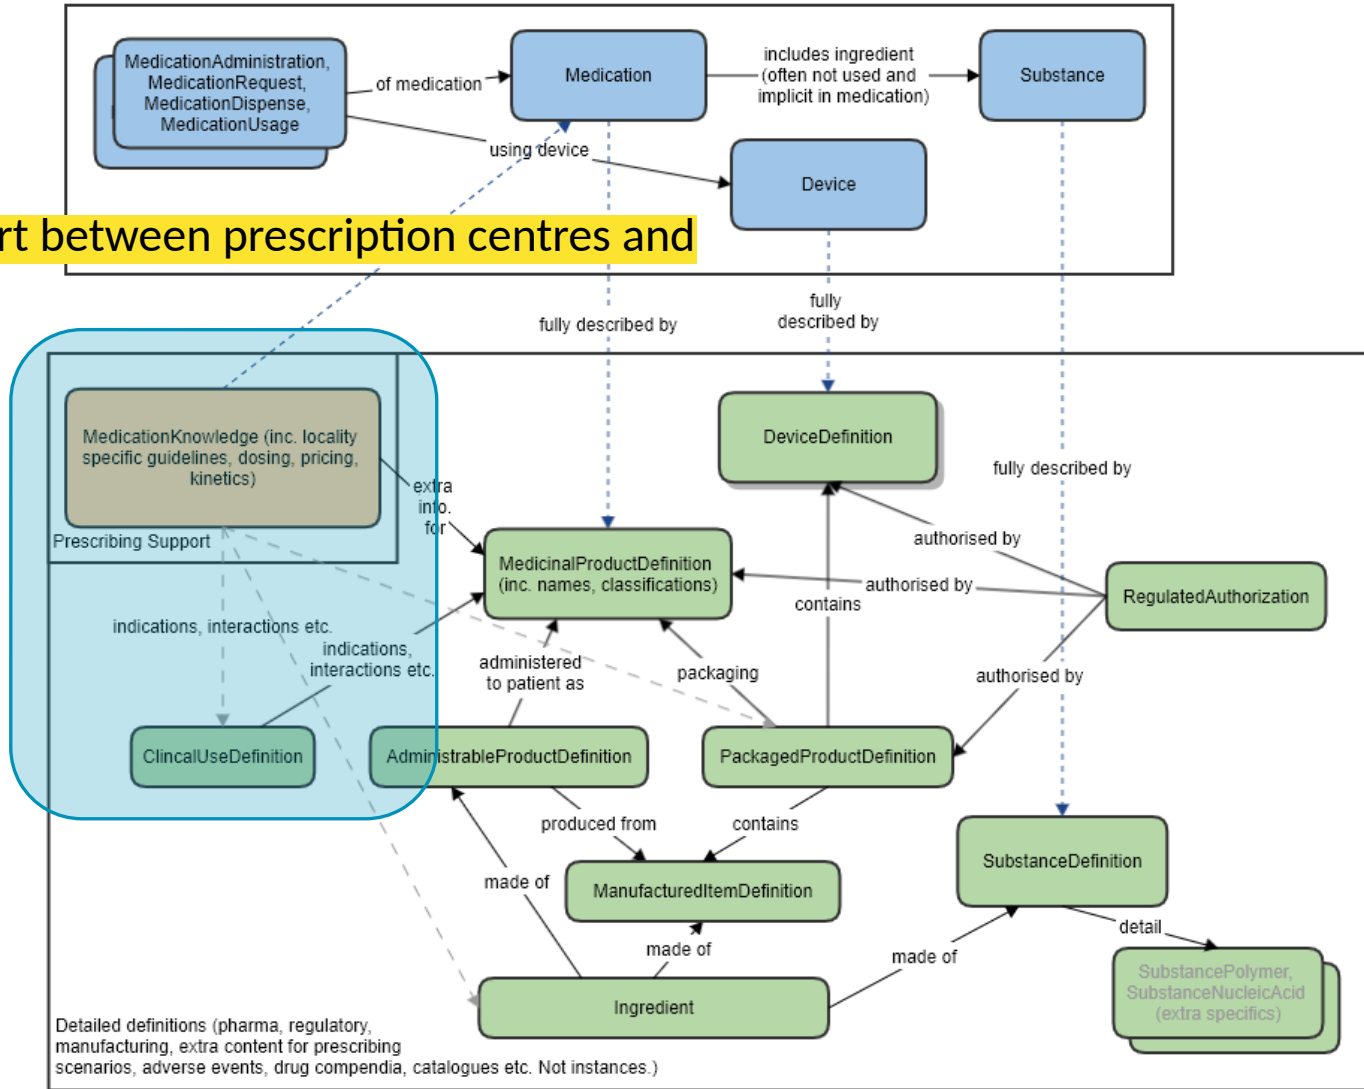 MedicationAdministration,
MedicationRequest,
MedicationDispense,
MedicationUsage
of medication
Medication
includes ingredient
(often not used and
implicit in medication)
Substance
using device
Device
rt between prescription centres and
fully described by
fully
described by
MedicationKnowledge (inc. locality
specific guidelines, dosing, pricing,
kinetics)
Prescribing Support
extra
info.
for
DeviceDefinition
fully described by
MedicinalProductDefinition
(inc. names, classifications)
authorised by
authorised by
RegulatedAuthorization
contains
indications, interactions etc.
indications,
interactions etc.
administered
to patient as
packaging
authorised by
ClincalUseDefinition
AdministrableProductDefinition
PackagedProductDefinition
produced from
contains
made of
ManufacturedItemDefinition
SubstanceDefinition
made of
made of
detail
Ingredient
SubstancePolymer,
SubstanceNucleicAcid
(extra specifics)
Detailed definitions (pharma, regulatory,
manufacturing, extra content for prescribing
scenarios, adverse events, drug compendia, catalogues etc. Not instances.)